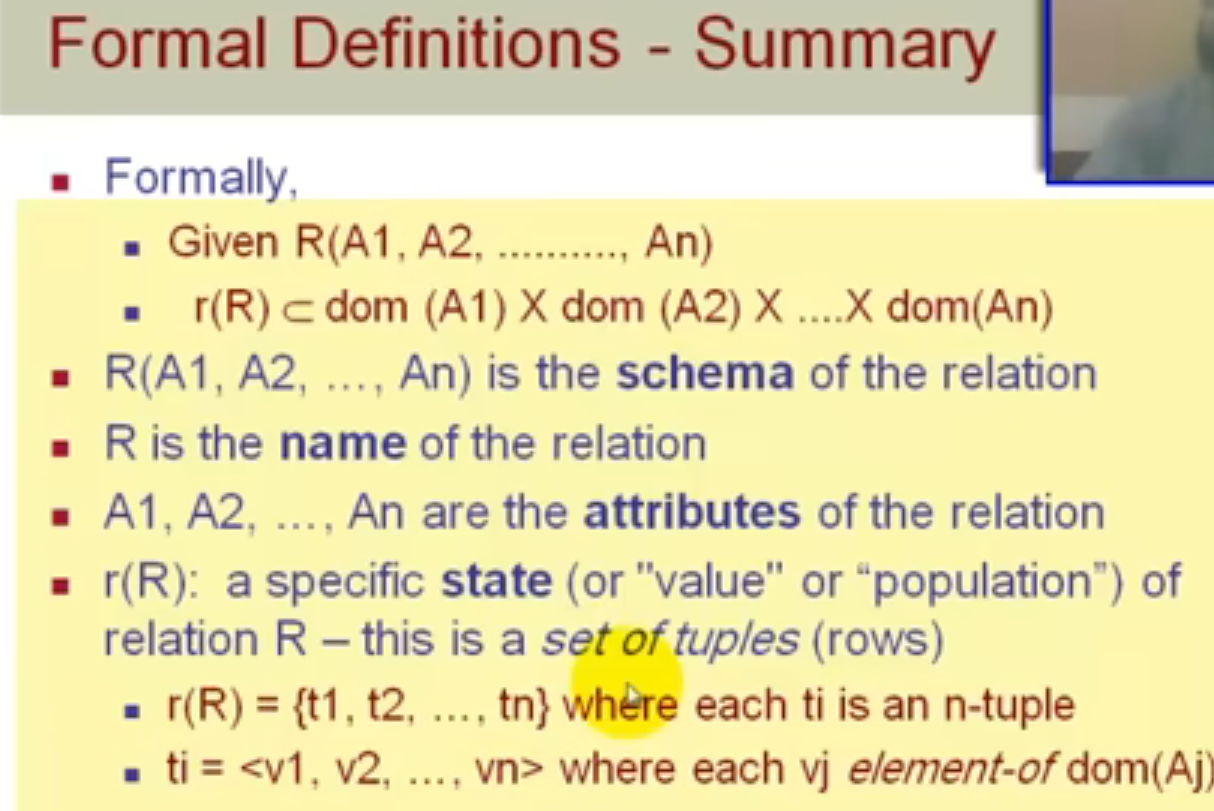 Formal Definitions - Summary
Formally,
Given R(A1, A2, .........., An)
r(R) ⊂ dom (A1) X dom (A2) X ....X dom(An)
R(A1, A2, …, An) is the schema of the relation
R is the name of the relation
A1, A2, …, An are the attributes of the relation
r(R): a specific state (or "value" or “population”) of
relation R – this is a set of tuples (rows)
r(R) = {t1, t2, …, tn} where each ti is an n-tuple
ti = <v1, v2, …, vn> where each vj element-of dom(Aj)